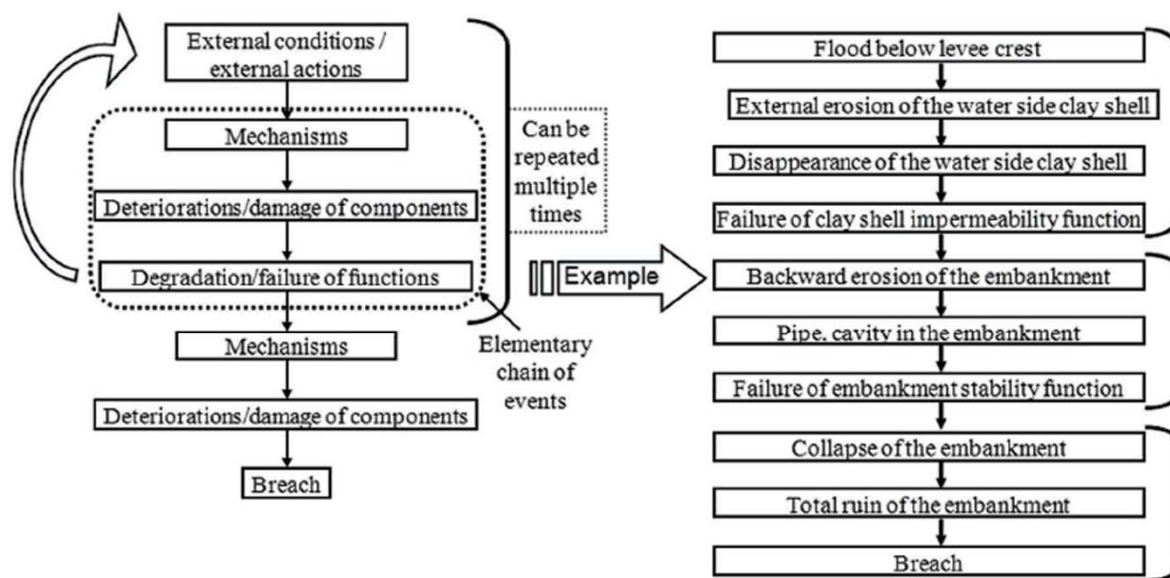 External conditions /
external actions
Mechanisms
Deteriorations/damage of components
Degradation/failure of functions
Mechanisms
Deteriorations/damage of components
Breach
Can be
repeated
multiple
times
Elementary
chain of
events
Example
Flood below levee crest
External erosion of the water side clay shell
Disappearance of the water side clay shell
Failure of clay shell impermeability function
Backward erosion of the embankment
Pipe, cavity in the embankment
Failure of embankment stability function
Collapse of the embankment
Total ruin of the embankment
Breach